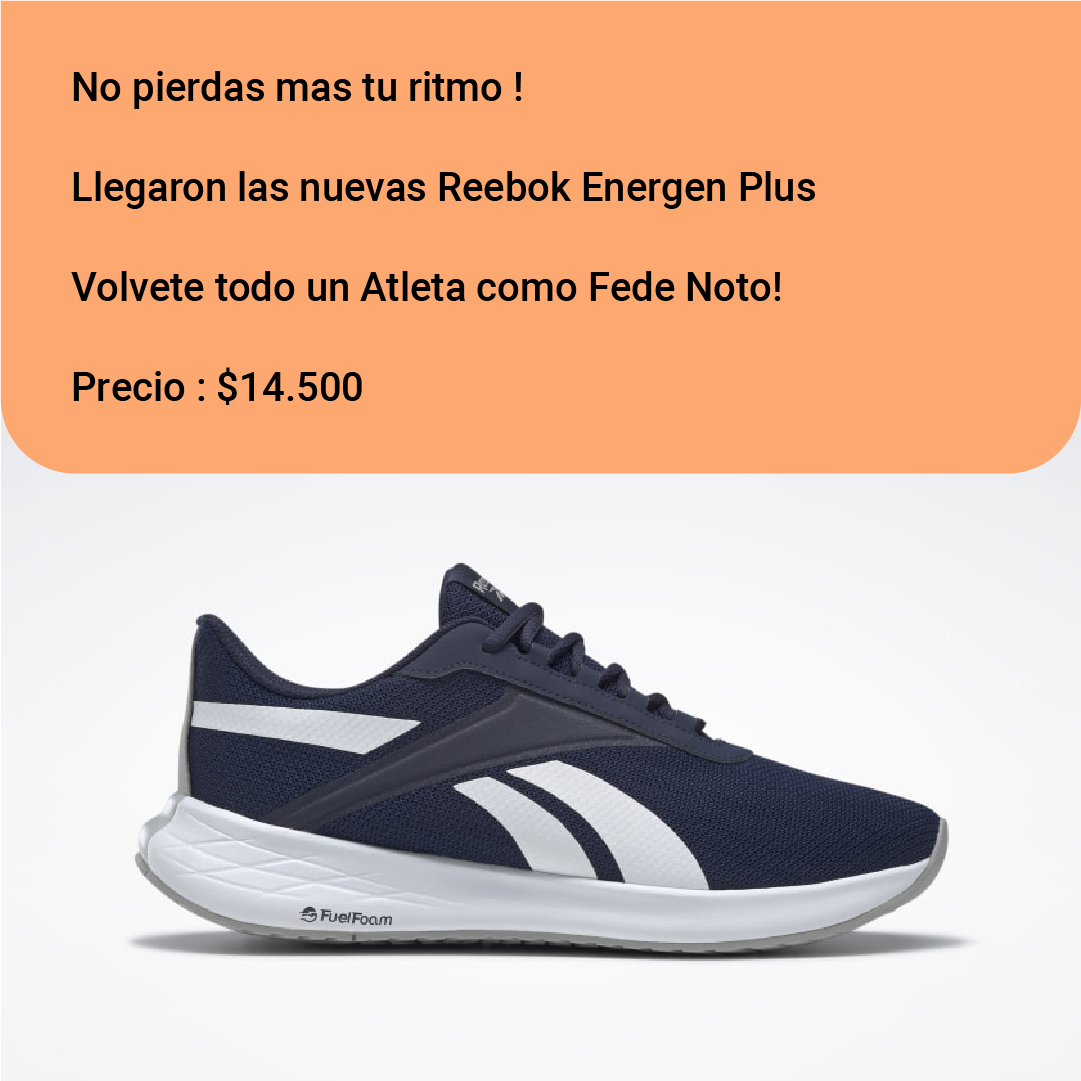 No pierdas mas tu ritmo !
Llegaron las nuevas Reebok Energen Plus
Volvete todo un Atleta como Fede Noto!
Precio : $14.500
FuelFoam